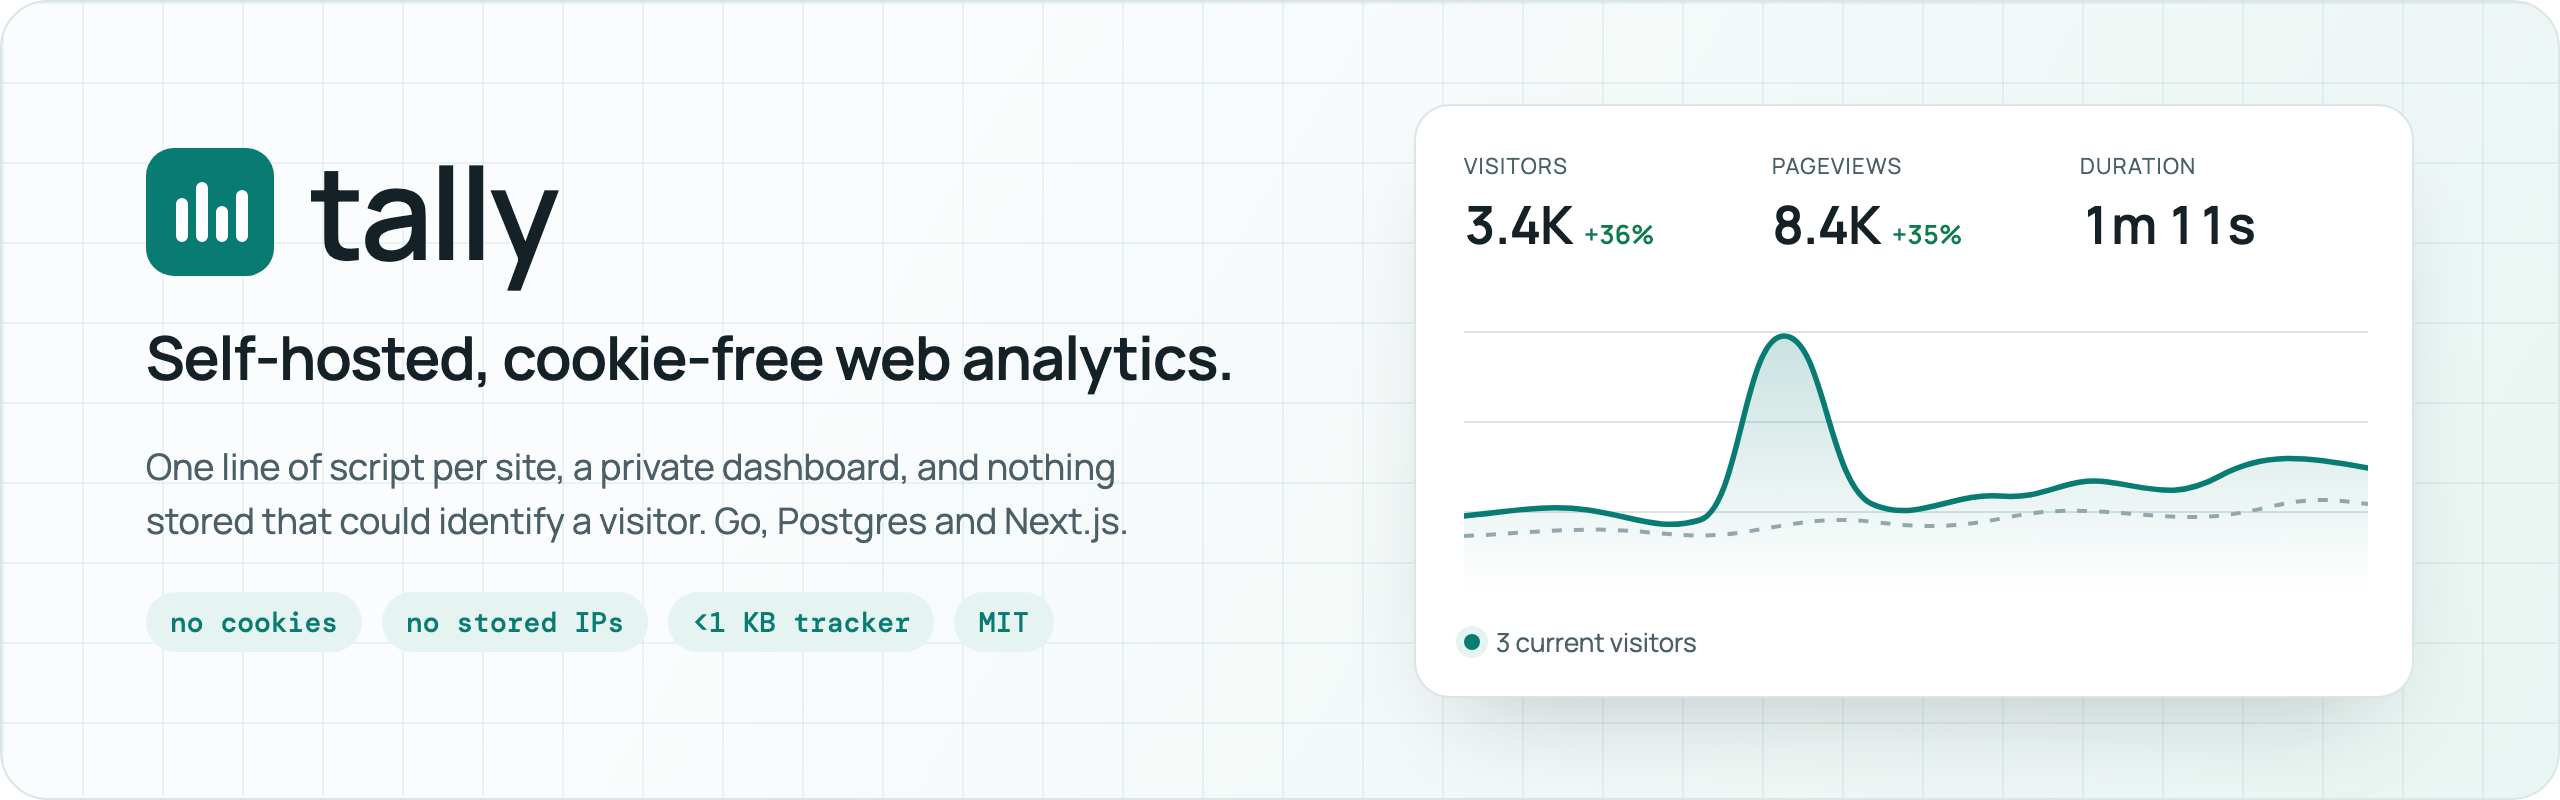 tally
Self-hosted, cookie-free web analytics.
One line of script per site, a private dashboard, and nothing
stored that could identify a visitor. Go, Postgres and Next.js.
no cookies no stored IPs <1 KB tracker MIT
VISITORS PAGEVIEWS DURATION
3.4K +36% 8.4K +35% 1m 11s
3 current visitors